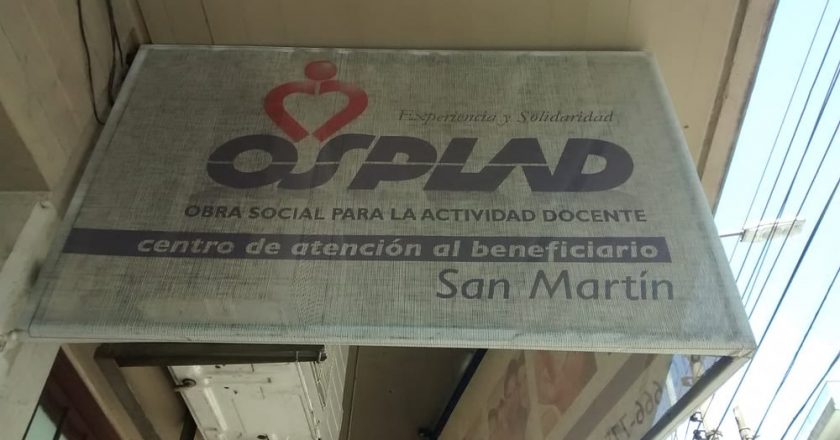 Experiencia y Solidaridad
OSPLAD
OBRA SOCIAL PARA LA ACTIVIDAD DOCENTE
centro de atención al beneficiario
San Martín